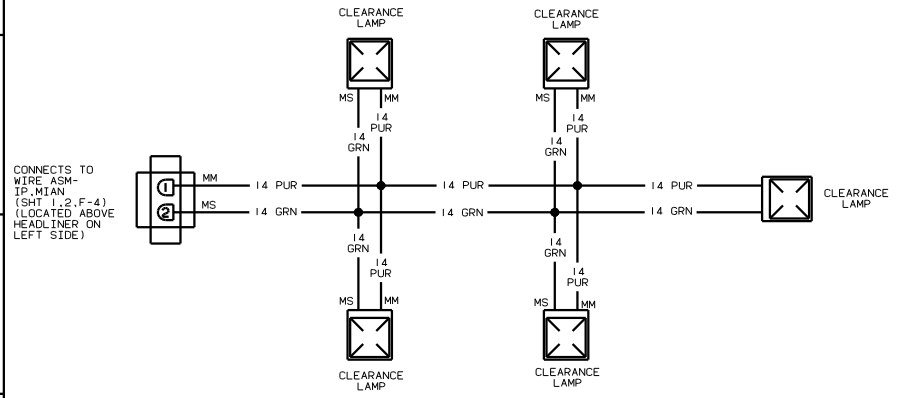 CLEARANCE
LAMP
CLEARANCE
LAMP
MS
MM
MS
MM
14
PUR
14
PUR
14
GRN
14
GRN
CONNECTS TO
WIRE ASM-
IP,MIAN
(SHT 1,2,F-4)
(LOCATED ABOVE
HEADLINER ON
LEFT SIDE)
1
MM
14 PUR
14 PUR
14 PUR
2
MS
14 GRN
14 GRN
14 GRN
CLEARANCE
LAMP
14
GRN
14
PUR
14
GRN
14
PUR
MS
MM
MS
MM
CLEARANCE
LAMP
CLEARANCE
LAMP